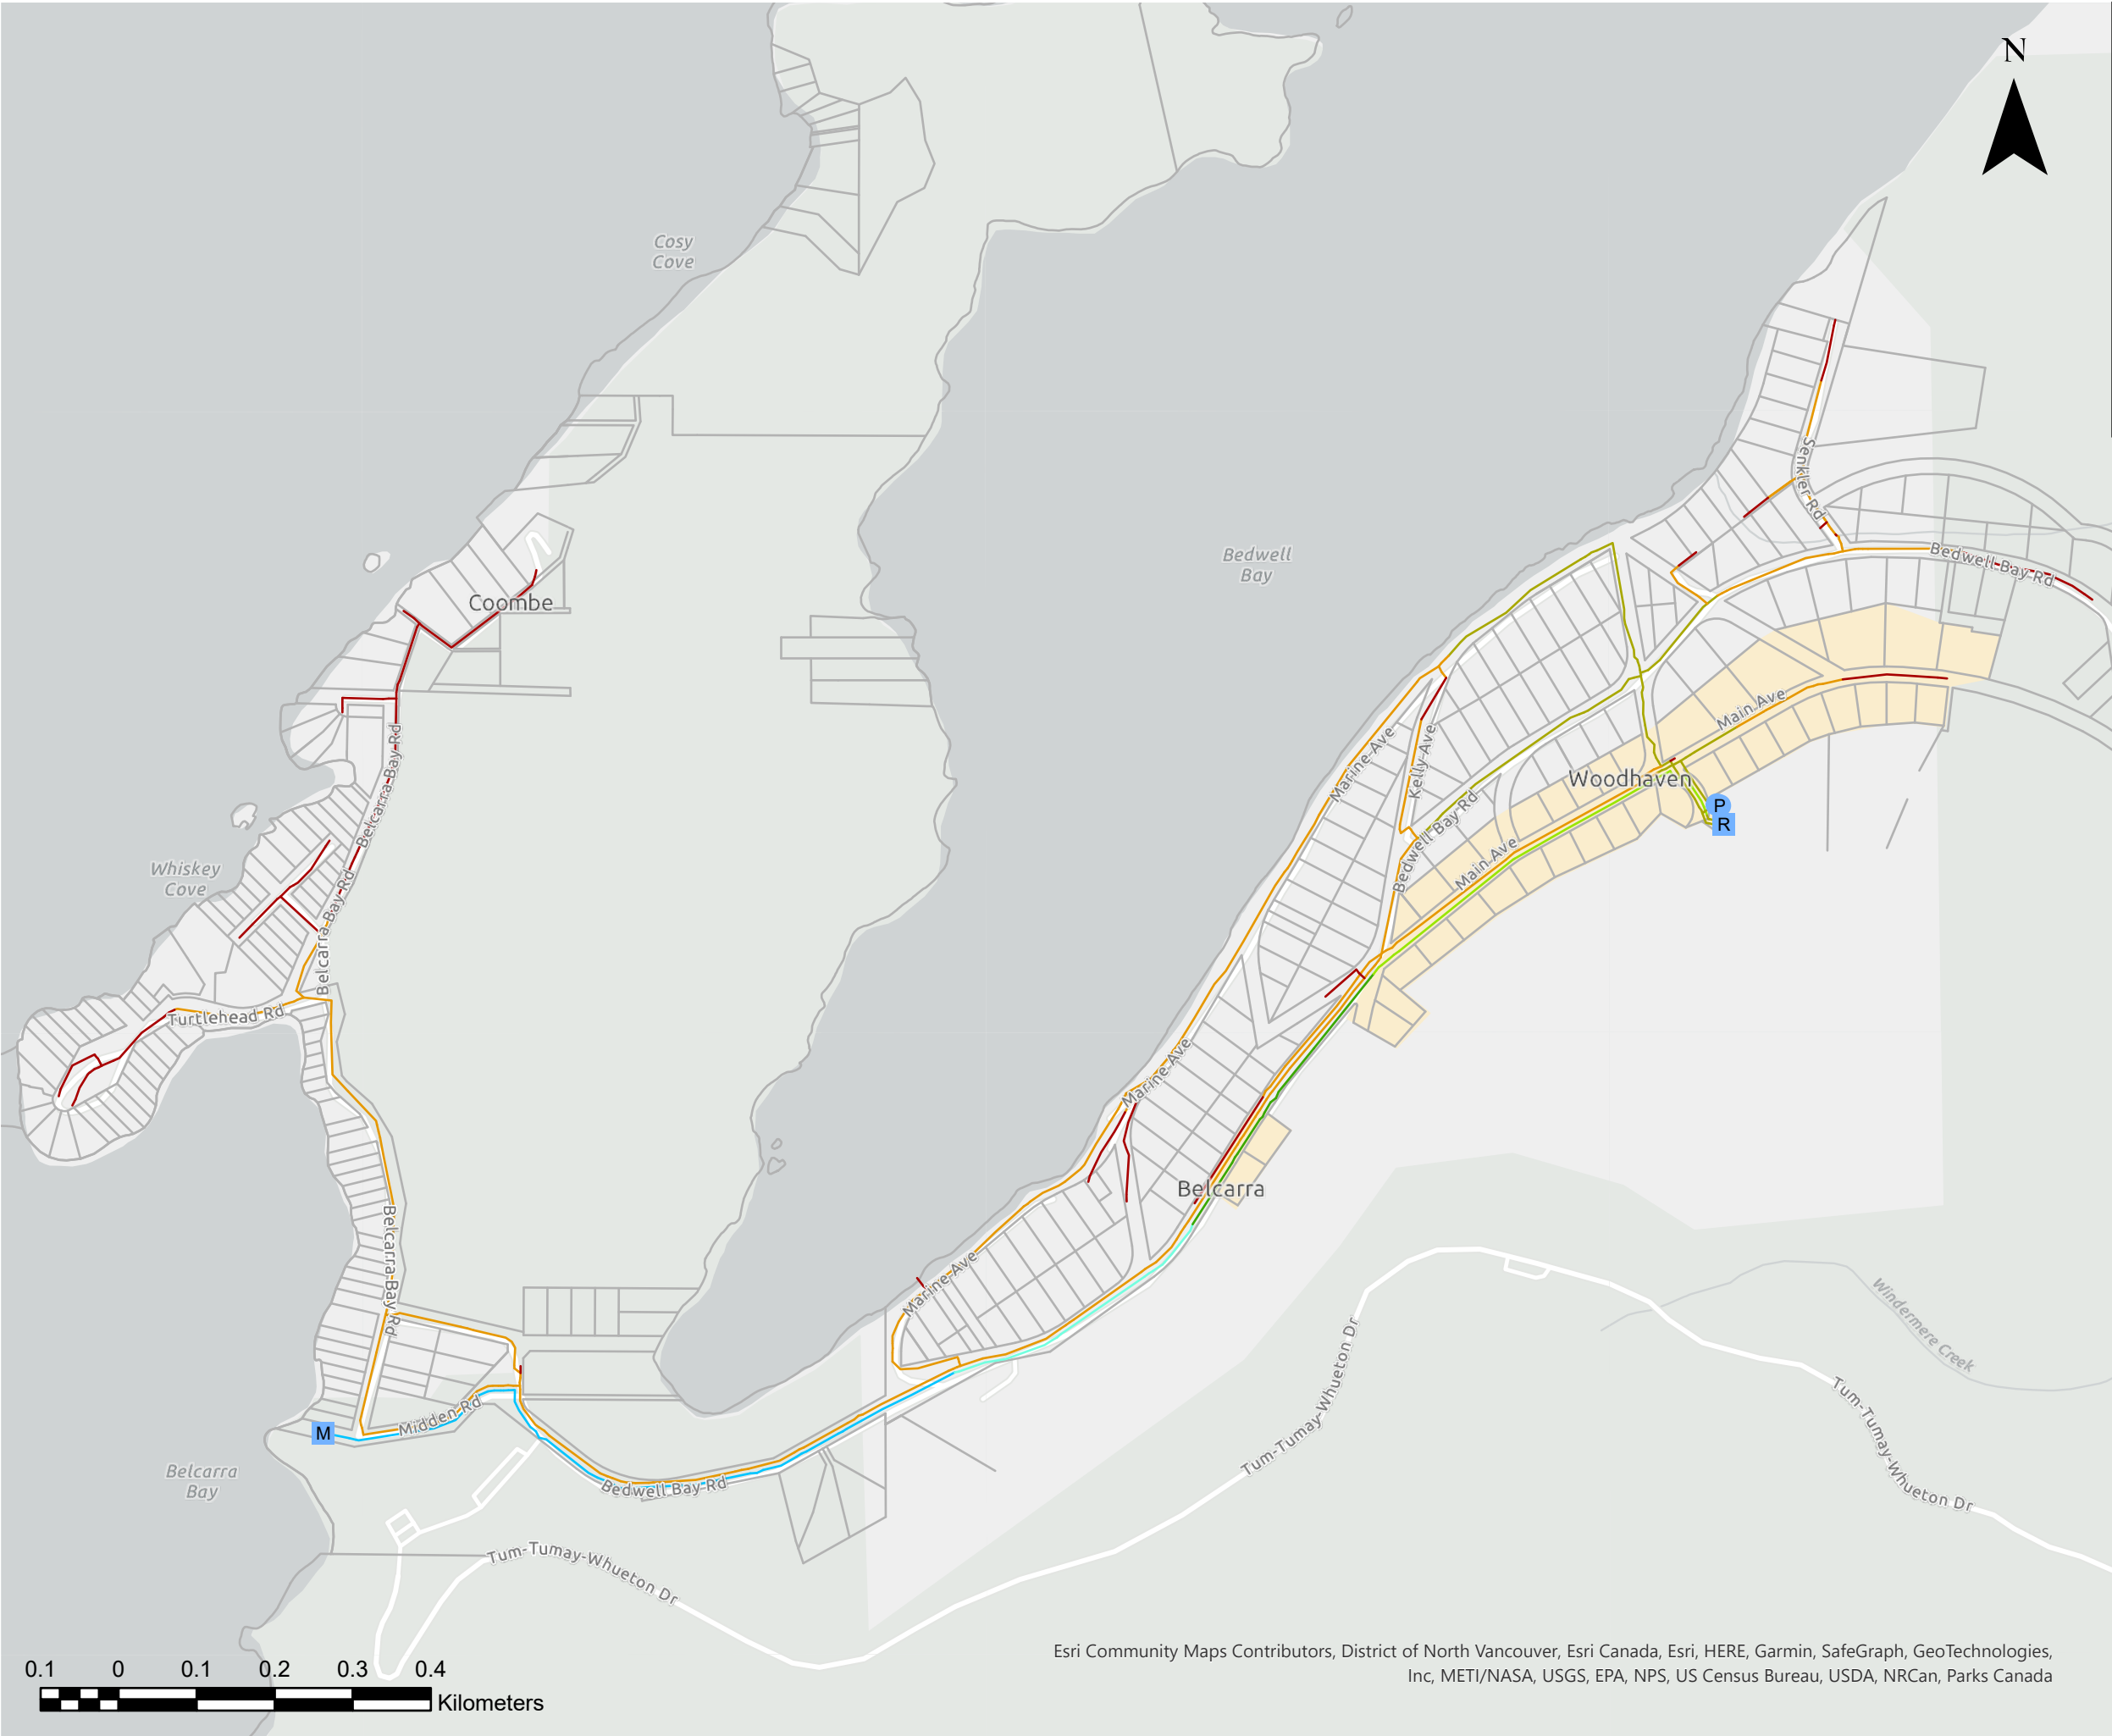 N
Cosy
Cove
Bedwell
Bay
Senkler Rd
Bedwell Bay Rd
Coombe
Main Ave
Marine Ave
Kelly Ave
Woodhaven
P
R
Belcarra Bay Rd
Bedwell Bay Rd
Main Ave
Whiskey
Cove
Belcarra Bay Rd
Turtlehead Rd
Marine Ave
Belcarra
Belcarra Bay Rd
Marine Ave
Windermere Creek
Tum-Tumay-Whueton Dr
Tum-Tumay-Whueton Dr
M
Midden Rd
Belcarra
Bay
Bedwell Bay Rd
Tum-Tumay-Whueton Dr
Esri Community Maps Contributors, District of North Vancouver, Esri Canada, Esri, HERE, Garmin, SafeGraph, GeoTechnologies,
Inc, METI/NASA, USGS, EPA, NPS, US Census Bureau, USDA, NRCan, Parks Canada
0.1 0 0.1 0.2 0.3 0.4
Kilometers